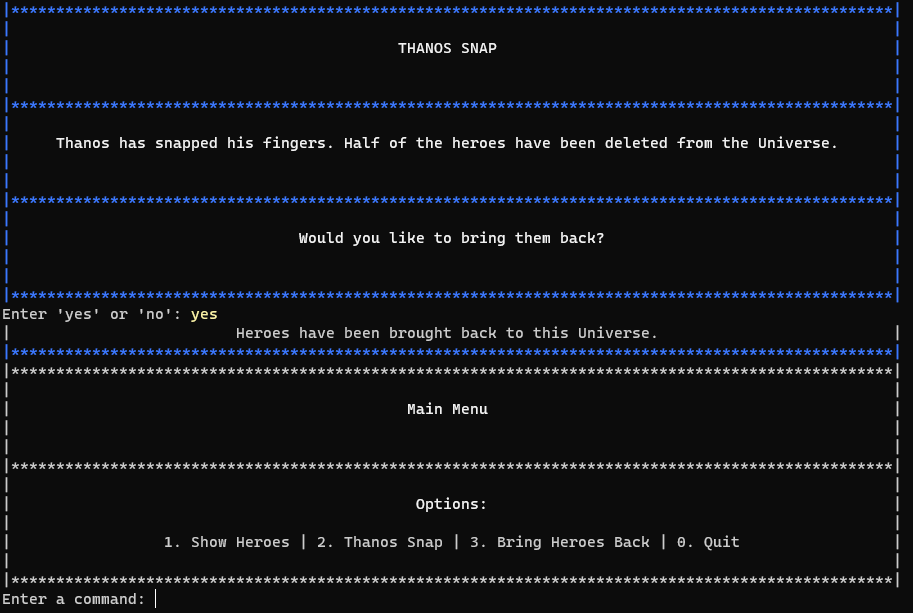 THANOS SNAP
Thanos has snapped his fingers. Half of the heroes have been deleted from the Universe.
Would you like to bring them back?
Enter 'yes' or 'no': yes
Heroes have been brought back to this Universe.
Main Menu
Options:
1. Show Heroes | 2. Thanos Snap | 3. Bring Heroes Back | 0. Quit
Enter a command: